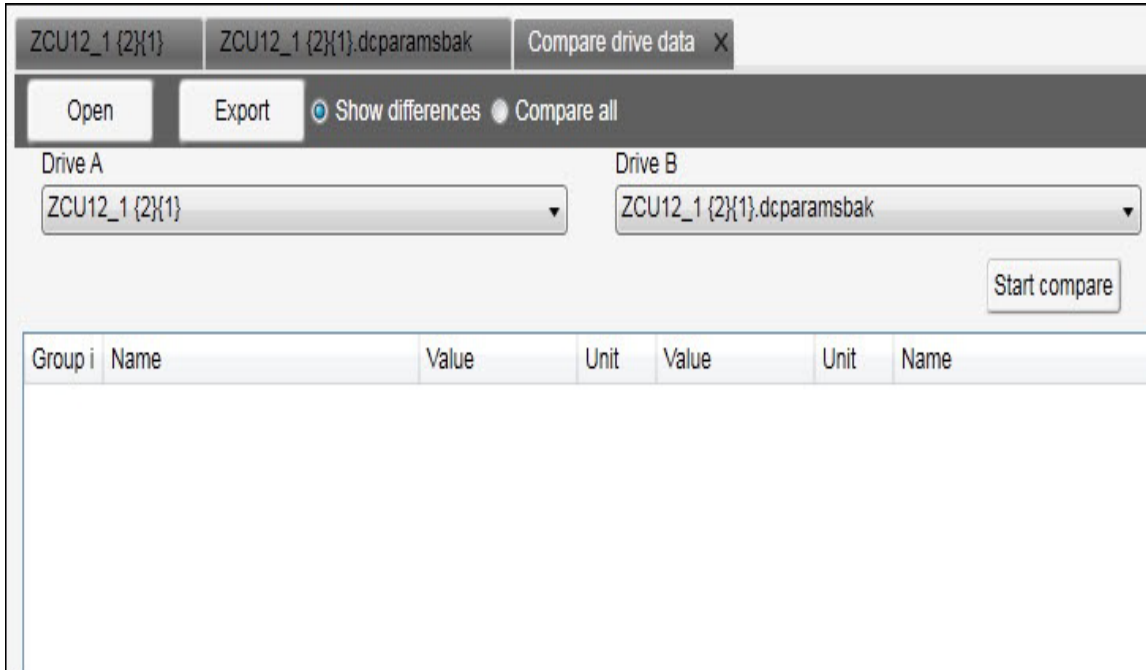 ZCU12_1 {2}{1} ZCU12_1 {2}{1}.dcparamsbak Compare drive data X
Open Export Show differences Compare all
Drive A Drive B
ZCU12_1 {2}{1} ZCU12_1 {2}{1}.dcparamsbak
Start compare
Group i Name Value Unit Value Unit Name